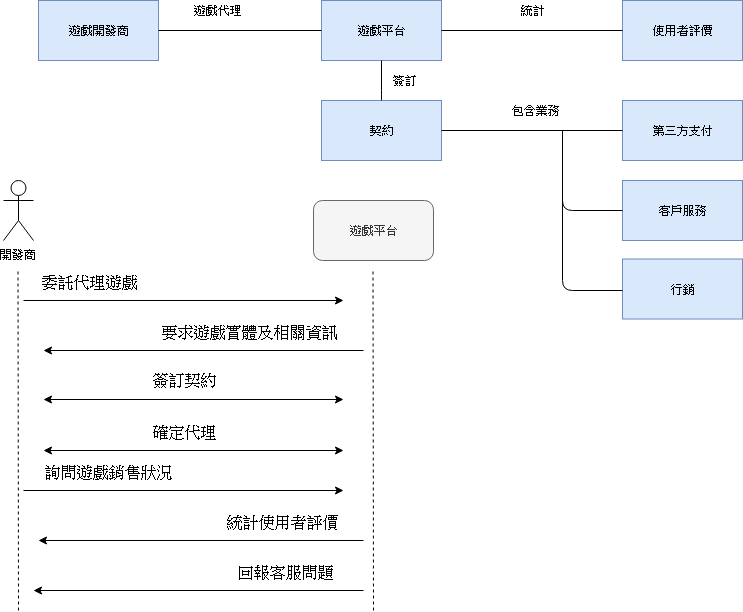 遊戲代理
統計
遊戲開發商
遊戲平台
使用者評價
簽訂
包含業務
契約
第三方支付
客戶服務
行銷
開發商
遊戲平台
委託代理遊戲
要求遊戲實體及相關資訊
簽訂契約
確定代理
詢問遊戲銷售狀況
統計使用者評價
回報客服問題